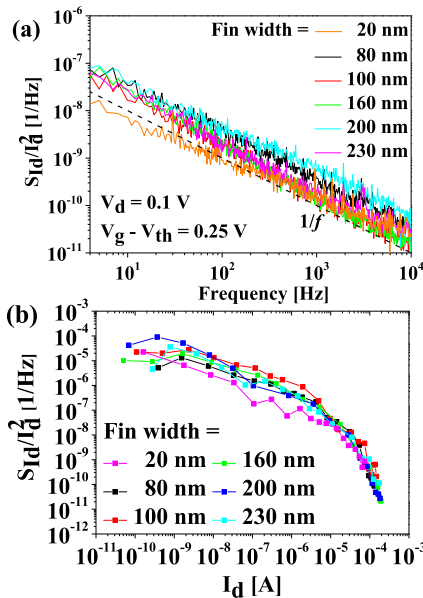 (a)
Fin width =
20 nm
80 nm
100 nm
160 nm
200 nm
230 nm
S_Id/I_d^2 [1/Hz]
10^-6
10^-7
10^-8
10^-9
10^-10
10^-11
V_d = 0.1 V
V_g - V_th = 0.25 V
1/f
10^1 10^2 10^3 10^4
Frequency [Hz]
(b)
S_Id/I_d^2 [1/Hz]
10^-3
10^-4
10^-5
10^-6
10^-7
10^-8
10^-9
10^-10
10^-11
10^-12
Fin width =
20 nm 160 nm
80 nm 200 nm
100 nm 230 nm
10^-11 10^-10 10^-9 10^-8 10^-7 10^-6 10^-5 10^-4 10^-3
I_d [A]